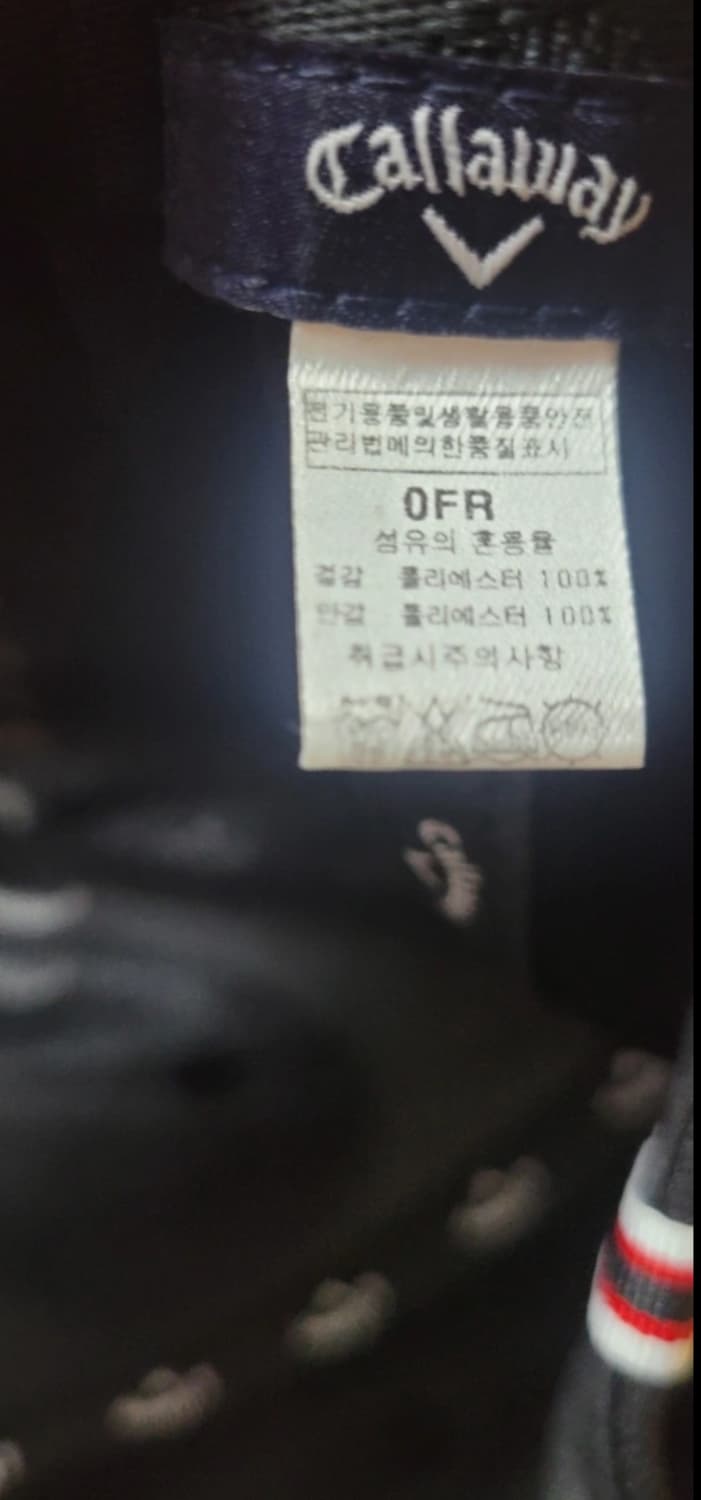 Callaway
전기용품및생활용품안전
관리법에의한품질표시
0FR
섬유의 혼용율
겉감 폴리에스터 100%
안감 폴리에스터 100%
취급시주의사항